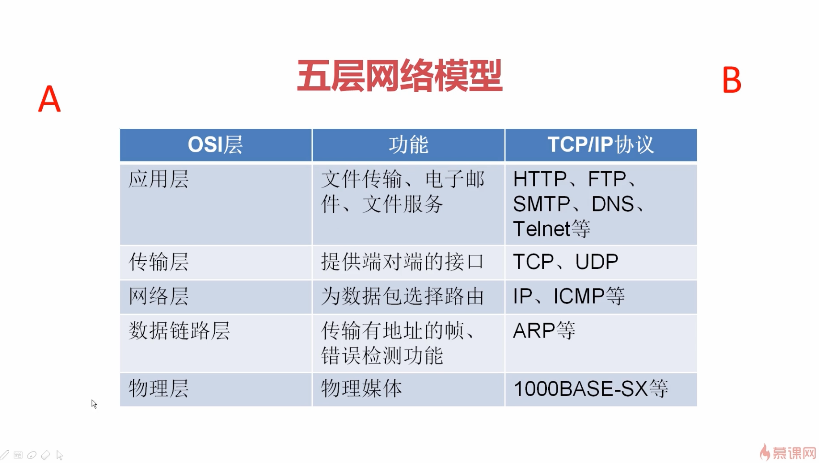 五层网络模型
A
B
OSI层 功能 TCP/IP协议
应用层 文件传输、电子邮 HTTP、FTP、
件、文件服务 SMTP、DNS、
Telnet等
传输层 提供端对端的接口 TCP、UDP
网络层 为数据包选择路由 IP、ICMP等
数据链路层 传输有地址的帧、 ARP等
错误检测功能
物理层 物理媒体 1000BASE-SX等
慕课网